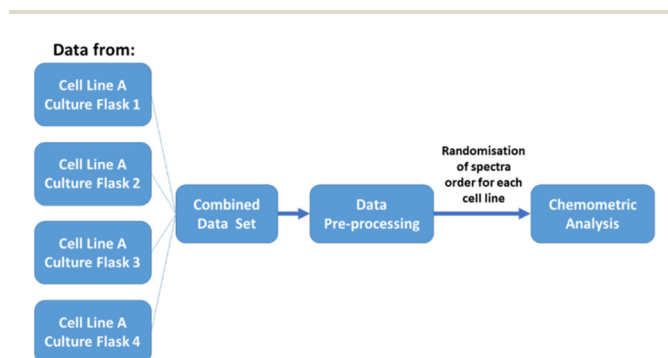 Data from:
Cell Line A
Culture Flask 1
Cell Line A
Culture Flask 2
Cell Line A
Culture Flask 3
Cell Line A
Culture Flask 4
Combined
Data Set
Data
Pre-processing
Randomisation
of spectra
order for each
cell line
Chemometric
Analysis